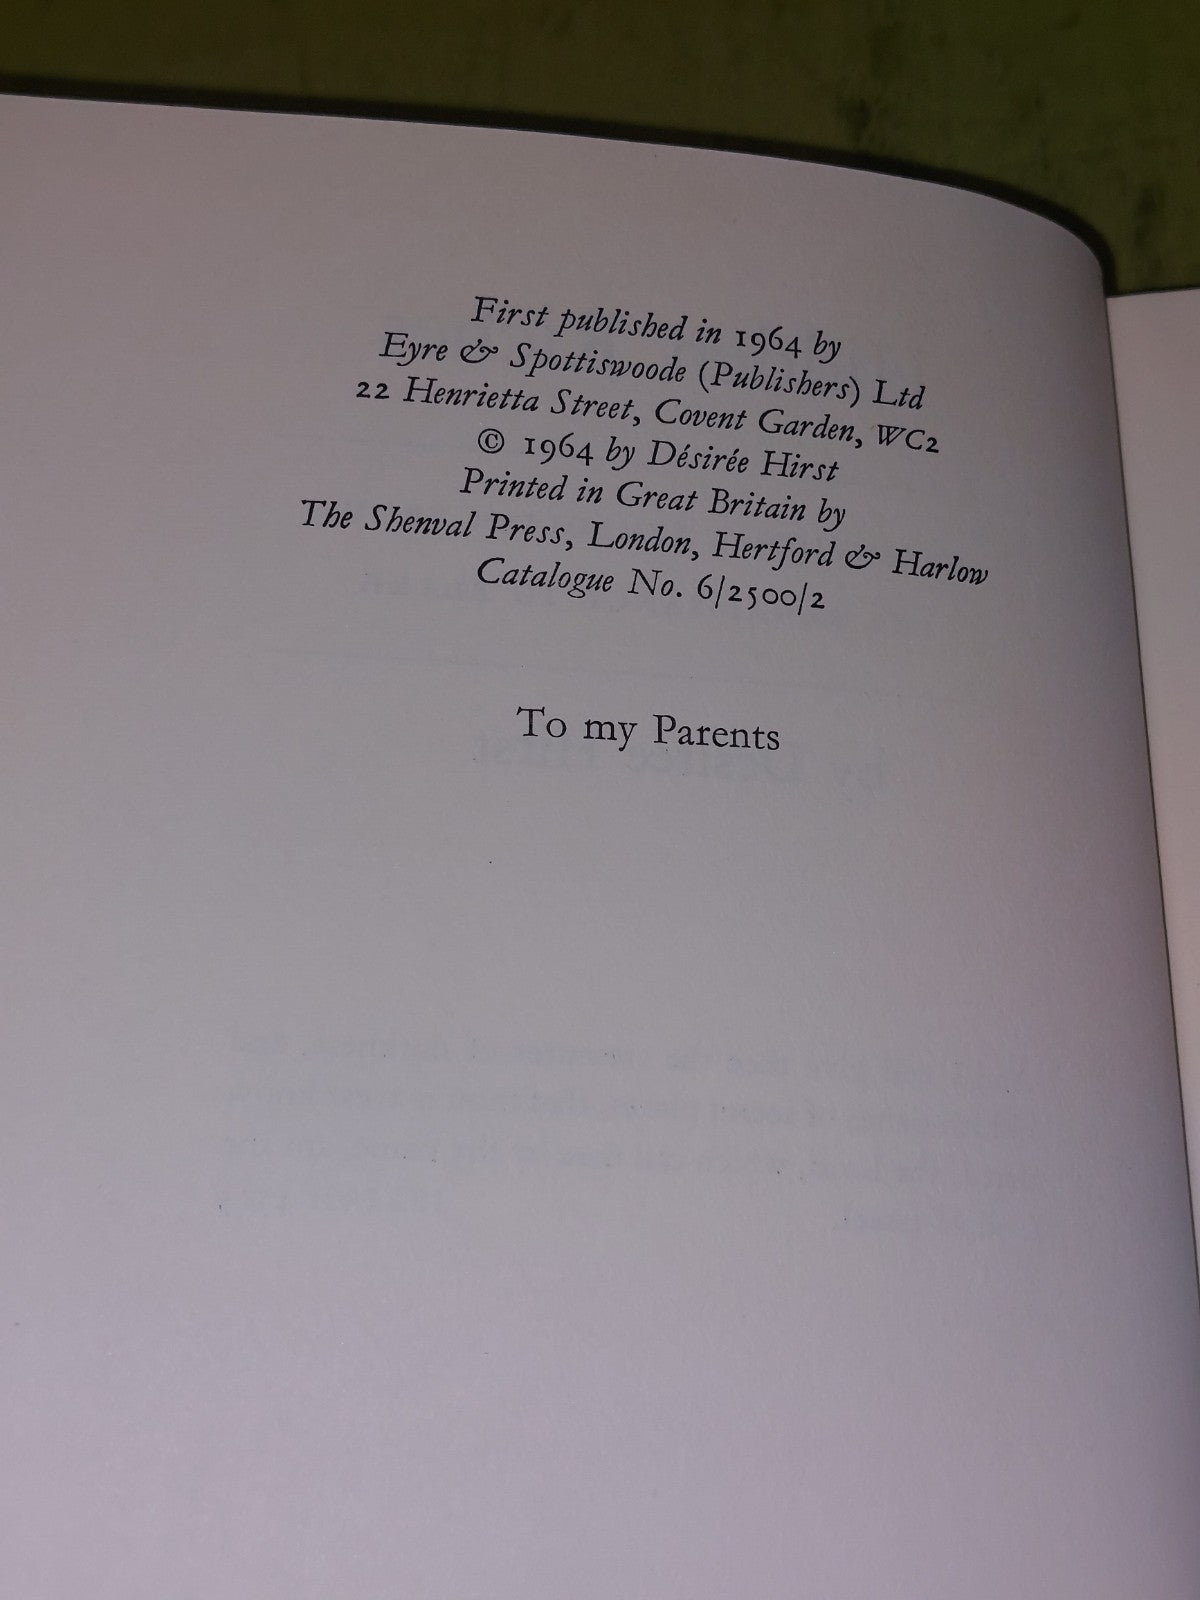 First published in 1964 by
Eyre & Spottiswoode (Publishers) Ltd
22 Henrietta Street, Covent Garden, WC2
© 1964 by Désirée Hirst
Printed in Great Britain by
The Shenval Press, London, Hertford & Harlow
Catalogue No. 6/2500/2
To my Parents